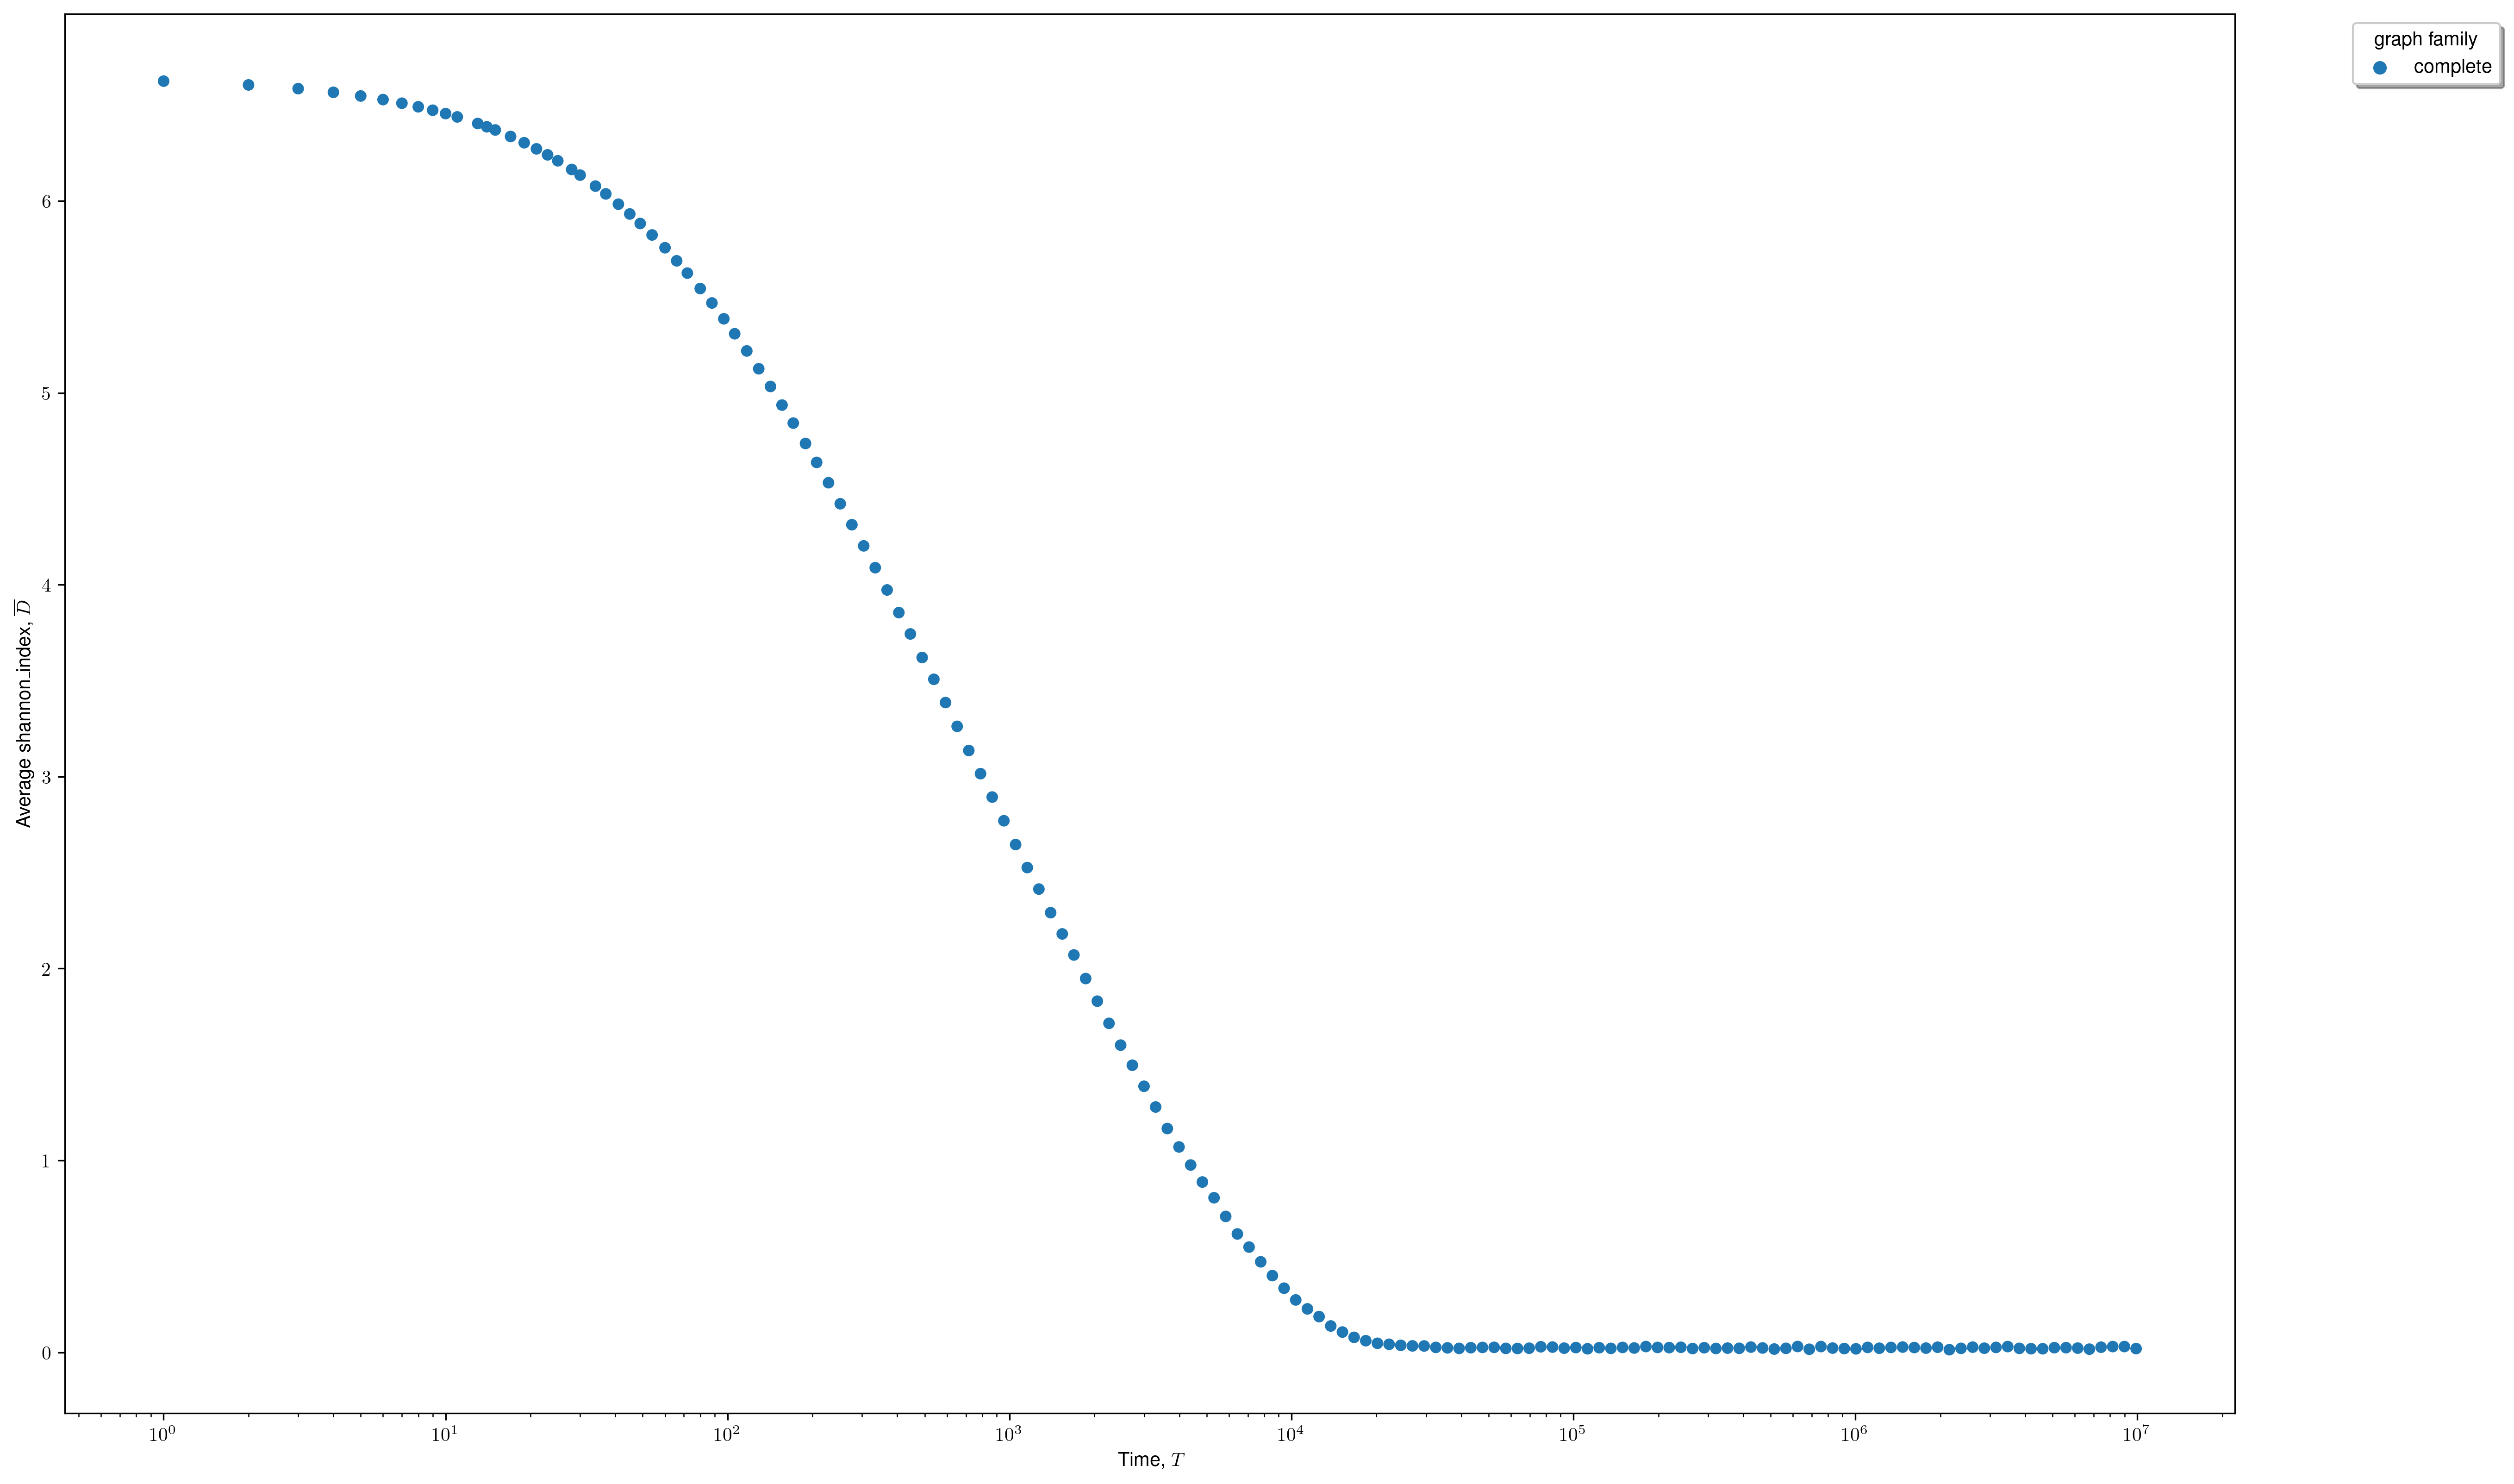 graph family
complete
6
5
4
3
2
1
0
Average shannon_index, D̅
10⁰ 10¹ 10² 10³ 10⁴ 10⁵ 10⁶ 10⁷
Time, T